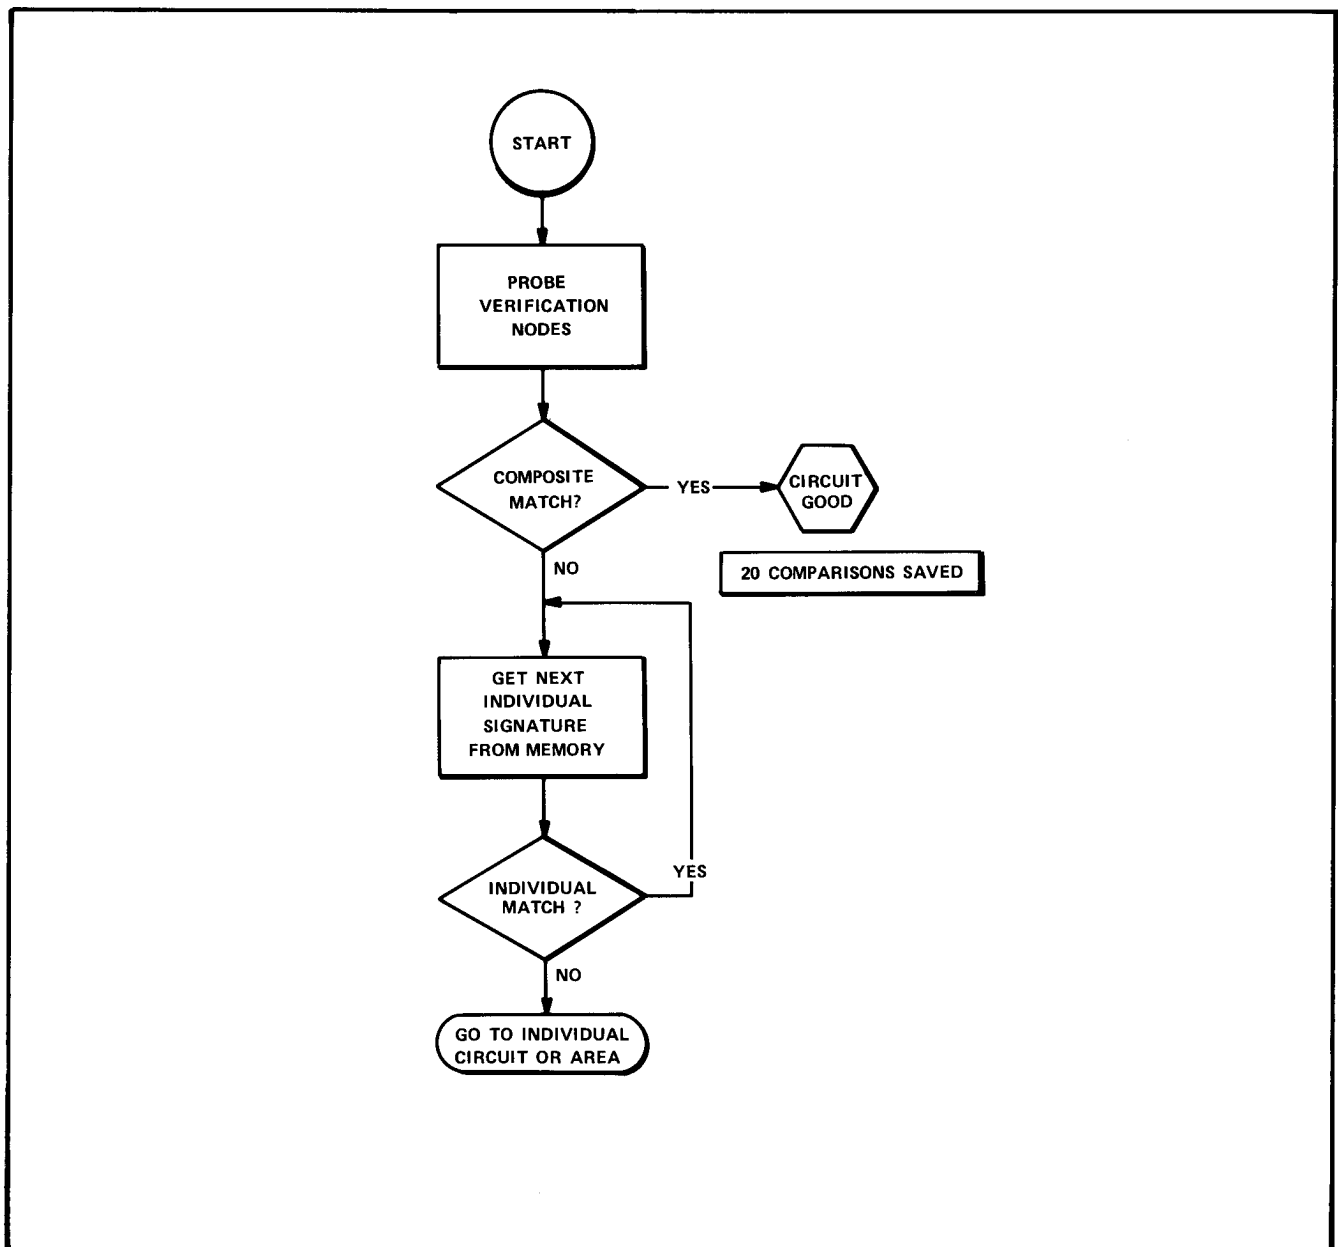 START
PROBE
VERIFICATION
NODES
COMPOSITE
MATCH?
YES
CIRCUIT
GOOD
20 COMPARISONS SAVED
NO
GET NEXT
INDIVIDUAL
SIGNATURE
FROM MEMORY
INDIVIDUAL
MATCH ?
YES
NO
GO TO INDIVIDUAL
CIRCUIT OR AREA